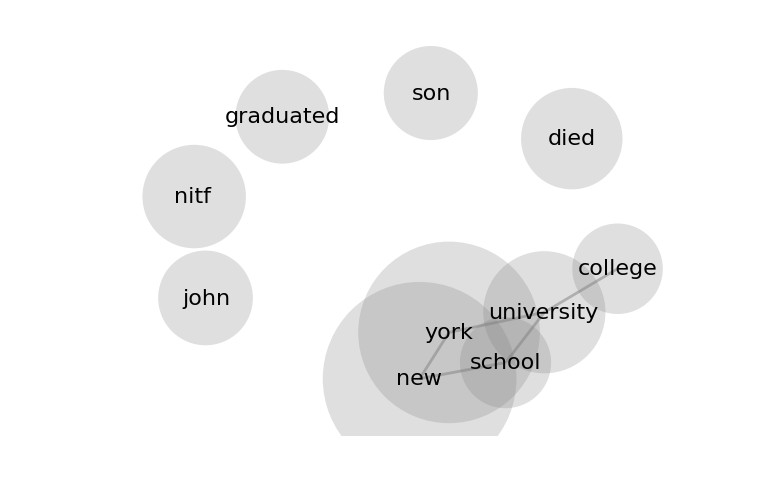 son
graduated
died
nitf
college
john
university
york
school
new